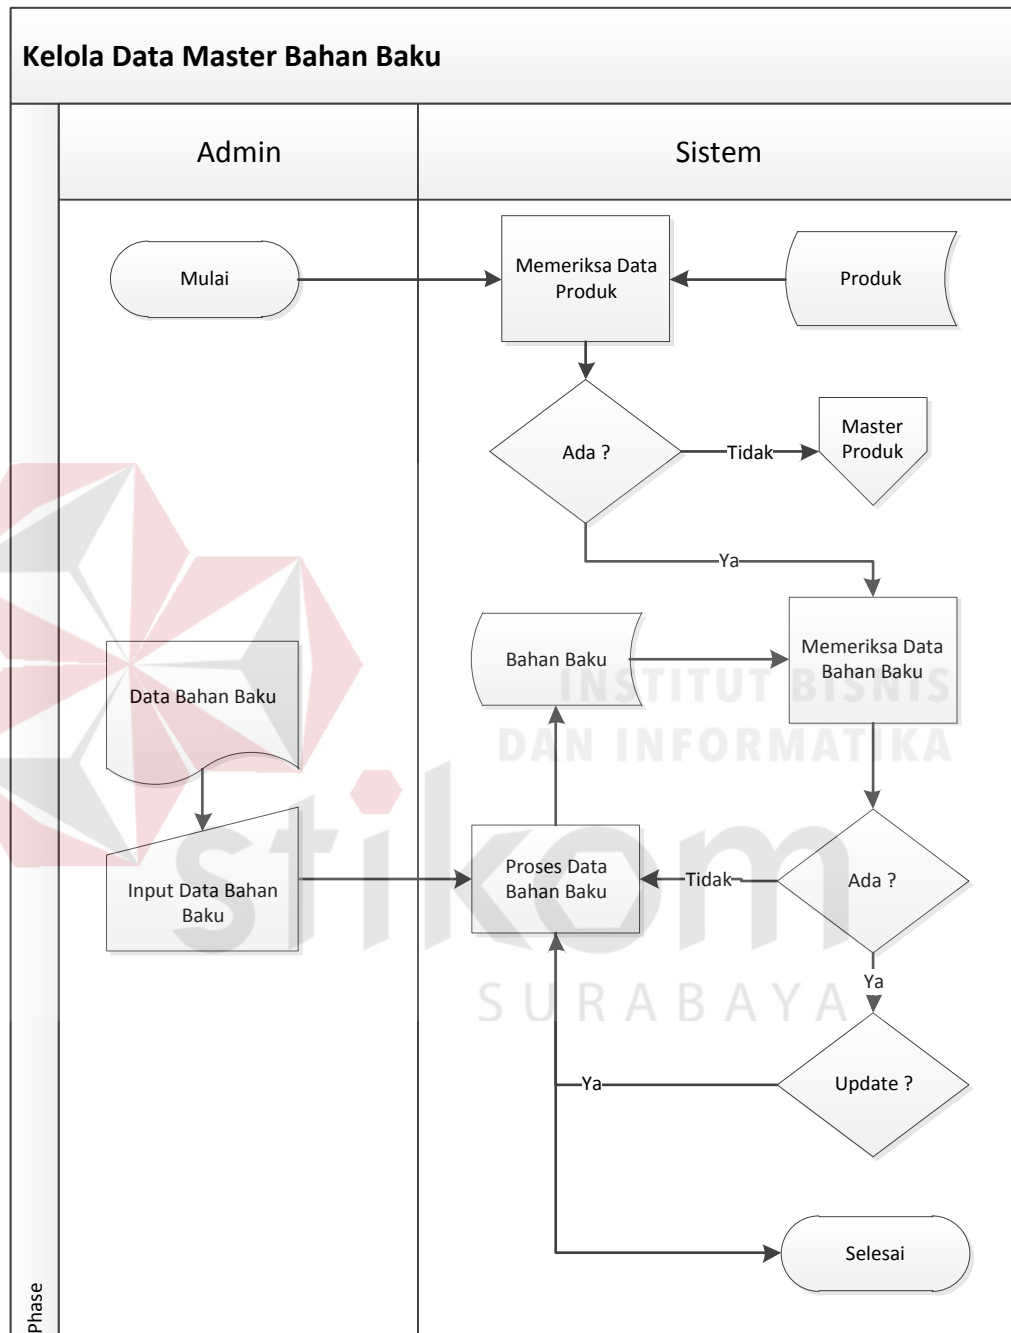 Kelola Data Master Bahan Baku
Admin
Sistem
Mulai
Memeriksa Data
Produk
Produk
Ada ?
Tidak
Master
Produk
Ya
Bahan Baku
Memeriksa Data
Bahan Baku
INSTITUT BISNIS
DAN INFORMATIKA
Data Bahan Baku
stikom
Input Data Bahan
Baku
Proses Data
Bahan Baku
Tidak
Ada ?
Ya
SURABAYA
Ya
Update ?
Selesai
Phase